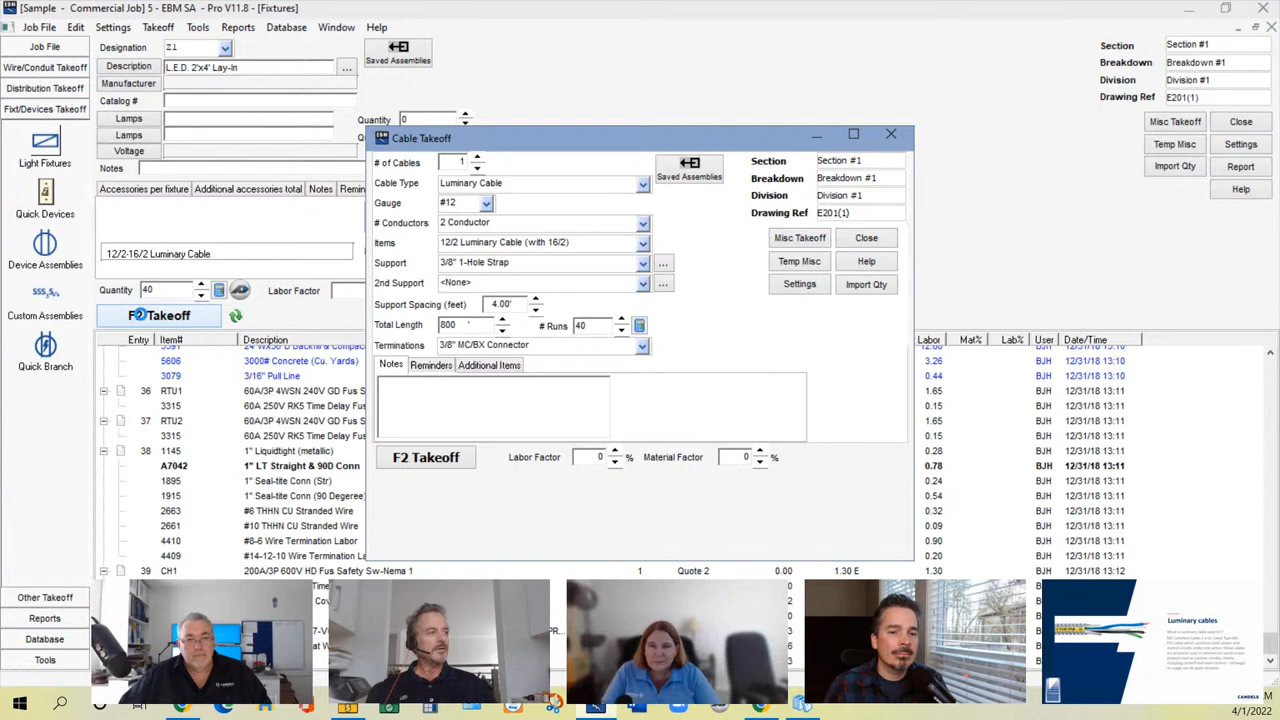 [Sample - Commercial Job] 5 - EBM SA - Pro V11.8 - [Fixtures]
Job File Edit Settings Takeoff Tools Reports Database Window Help
Job File
Wire/Conduit Takeoff
Distribution Takeoff
Fixt/Devices Takeoff
Light Fixtures
Quick Devices
Device Assemblies
Custom Assemblies
Quick Branch
Other Takeoff
Reports
Database
Tools
Designation Z1
Description L.E.D. 2'x4' Lay-In ...
Manufacturer
Catalog #
Lamps
Lamps
Voltage
Notes
Saved Assemblies
Quantity 0
Accessories per fixture Additional accessories total Notes
12/2-16/2 Luminary Cable
Quantity 40 Labor Factor
F2 Takeoff
Section Section #1
Breakdown Breakdown #1
Division Division #1
Drawing Ref E201(1)
Misc Takeoff Close
Temp Misc Settings
Import Qty Report
Help
Cable Takeoff
# of Cables 1
Cable Type Luminary Cable
Gauge #12
# Conductors 2 Conductor
Items 12/2 Luminary Cable (with 16/2)
Support 3/8" 1-Hole Strap ...
2nd Support <None> ...
Support Spacing (feet) 4.00'
Total Length 800 ' # Runs 40
Terminations 3/8" MC/BX Connector
Saved Assemblies
Section Section #1
Breakdown Breakdown #1
Division Division #1
Drawing Ref E201(1)
Misc Takeoff Close
Temp Misc Help
Settings Import Qty
Notes Reminders Additional Items
F2 Takeoff Labor Factor 0 % Material Factor 0 %
Entry Item# Description Labor Mat% Lab% User Date/Time
5606 3000# Concrete (Cu. Yards) 3.26 BJH 12/31/18 13:10
3079 3/16" Pull Line 0.44 BJH 12/31/18 13:10
36 RTU1 60A/3P 4WSN 240V GD Fus 1.65 BJH 12/31/18 13:11
3315 60A 250V RK5 Time Delay Fu 0.15 BJH 12/31/18 13:11
37 RTU2 60A/3P 4WSN 240V GD Fus 1.65 BJH 12/31/18 13:11
3315 60A 250V RK5 Time Delay Fu 0.15 BJH 12/31/18 13:11
38 1145 1" Liquidtight (metallic) 0.28 BJH 12/31/18 13:11
A7042 1" LT Straight & 90D Conn 0.78 BJH 12/31/18 13:11
1895 1" Seal-tite Conn (Str) 0.24 BJH 12/31/18 13:11
1915 1" Seal-tite Conn (90 Degree) 0.54 BJH 12/31/18 13:11
2663 #6 THHN CU Stranded Wire 0.32 BJH 12/31/18 13:11
2661 #10 THHN CU Stranded Wire 0.09 BJH 12/31/18 13:11
4410 #8-6 Wire Termination Labor 0.90 BJH 12/31/18 13:11
4409 #14-12-10 Wire Termination Lab 0.20 BJH 12/31/18 13:11
39 CH1 200A/3P 600V HD Fus Safety Sw-Nema 1 1 Quote 2 0.00 1.30 E 1.30 BJH 12/31/18 13:12
Luminary cables
CANDELS
4/1/2022